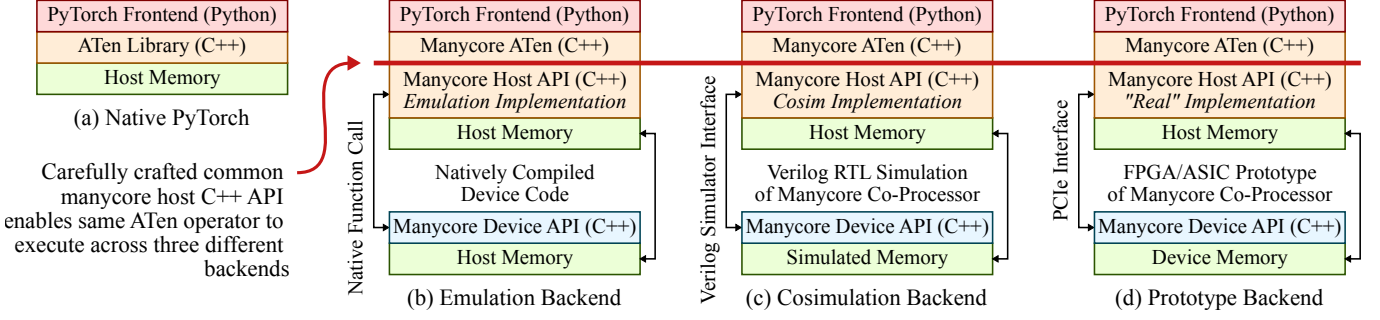 PyTorch Frontend (Python)
ATen Library (C++)
Host Memory
(a) Native PyTorch
Carefully crafted common
manycore host C++ API
enables same ATen operator to
execute across three different
backends
PyTorch Frontend (Python)
Manycore ATen (C++)
Manycore Host API (C++)
Emulation Implementation
Host Memory
Native Function Call
Natively Compiled
Device Code
Manycore Device API (C++)
Host Memory
(b) Emulation Backend
PyTorch Frontend (Python)
Manycore ATen (C++)
Manycore Host API (C++)
Cosim Implementation
Host Memory
Verilog Simulator Interface
Verilog RTL Simulation
of Manycore Co-Processor
Manycore Device API (C++)
Simulated Memory
(c) Cosimulation Backend
PyTorch Frontend (Python)
Manycore ATen (C++)
Manycore Host API (C++)
"Real" Implementation
Host Memory
PCIe Interface
FPGA/ASIC Prototype
of Manycore Co-Processor
Manycore Device API (C++)
Device Memory
(d) Prototype Backend